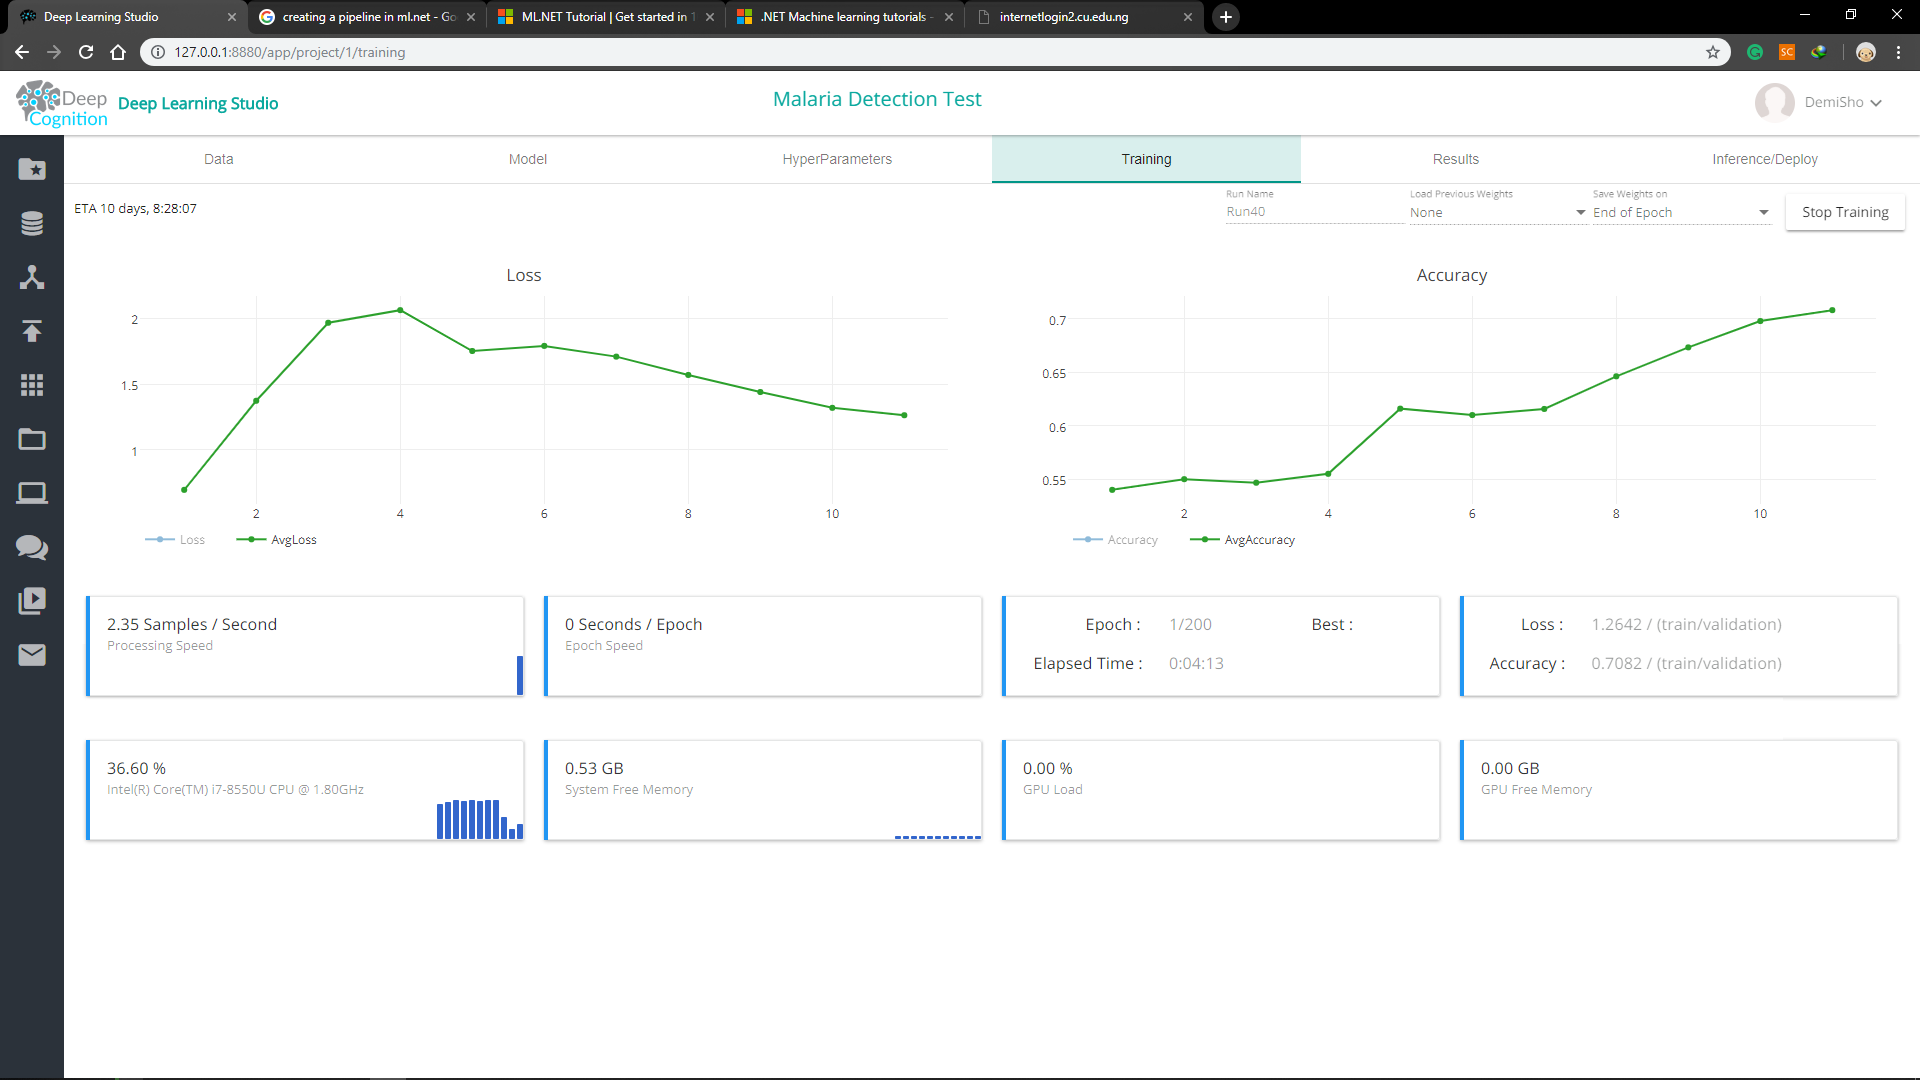 Deep Learning Studio
creating a pipeline in ml.net - Go
ML.NET Tutorial | Get started in 1
.NET Machine learning tutorials -
internetlogin2.cu.edu.ng
127.0.0.1:8880/app/project/1/training
SC
Deep Cognition
Deep Learning Studio
Malaria Detection Test
DemiSho
Data
Model
HyperParameters
Training
Results
Inference/Deploy
ETA 10 days, 8:28:07
Run Name
Run40
Load Previous Weights
None
Save Weights on
End of Epoch
Stop Training
Loss
2
1.5
1
2 4 6 8 10
Loss AvgLoss
Accuracy
0.7
0.65
0.6
0.55
2 4 6 8 10
Accuracy AvgAccuracy
2.35 Samples / Second
Processing Speed
0 Seconds / Epoch
Epoch Speed
Epoch : 1/200 Best :
Elapsed Time : 0:04:13
Loss : 1.2642 / (train/validation)
Accuracy : 0.7082 / (train/validation)
36.60 %
Intel(R) Core(TM) i7-8550U CPU @ 1.80GHz
0.53 GB
System Free Memory
0.00 %
GPU Load
0.00 GB
GPU Free Memory